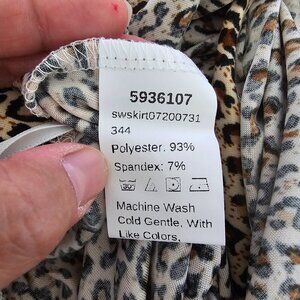 5936107
swskirt07200731
344
Polyester: 93%
Spandex: 7%
Machine Wash
Cold Gentle, With
Like Colors,